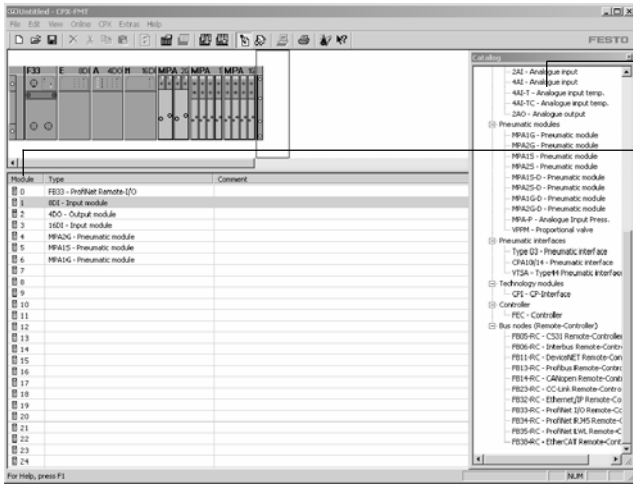 Untitled - CPX-FMT
File Edit View Online CPX Extras Help
FESTO
Catalog
F33 E 8DI A 4DO M 16DI MPA 2G MPA 1 MPA 1G
2AI - Analogue input
4AI - Analogue input
4AI-T - Analogue input temp.
4AI-TC - Analogue input temp.
2AO - Analogue output
Pneumatic modules
MPA1G - Pneumatic module
MPA2G - Pneumatic module
MPA1S - Pneumatic module
MPA2S - Pneumatic module
MPA1S-D - Pneumatic module
MPA2S-D - Pneumatic module
MPA1G-D - Pneumatic module
MPA2G-D - Pneumatic module
MPA-P - Analogue Input Press.
VPPM - Proportional valve
Pneumatic interfaces
Type 03 - Pneumatic interface
CPA10/14 - Pneumatic interface
VTSA - Type44 Pneumatic interface
Technology modules
CPI - CP-Interface
Controller
FEC - Controller
Bus nodes (Remote-Controller)
FB05-RC - CS31 Remote-Controller
FB06-RC - Interbus Remote-Contr
FB11-RC - DeviceNET Remote-Con
FB13-RC - Profibus Remote-Contro
FB14-RC - CANopen Remote-Contr
FB23-RC - CC-Link Remote-Contro
FB32-RC - Ethernet/IP Remote-Co
FB33-RC - ProfiNet I/O Remote-Co
FB34-RC - ProfiNet RJ45 Remote-C
FB35-RC - ProfiNet LWL Remote-C
FB38-RC - EtherCAT Remote-Cont
Module Type Comment
0 FB33 - ProfiNet Remote-I/O
1 8DI - Input module
2 4DO - Output module
3 16DI - Input module
4 MPA2G - Pneumatic module
5 MPA1S - Pneumatic module
6 MPA1G - Pneumatic module
7
8
9
10
11
12
13
14
15
16
17
18
19
20
21
22
23
24
For Help, press F1
NUM